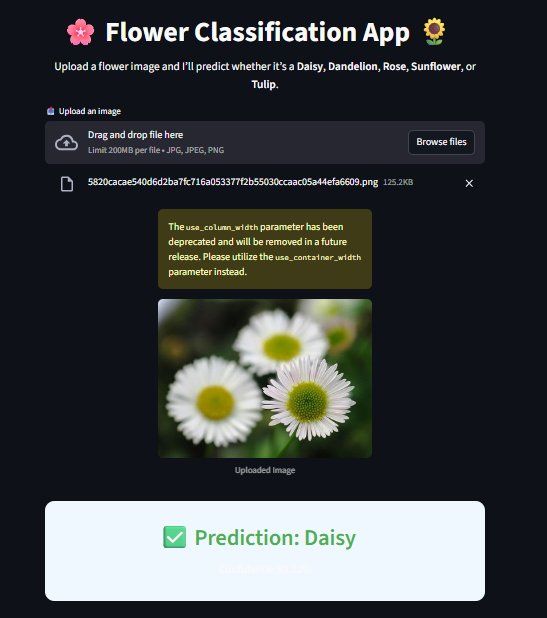 🌸 Flower Classification App 🌻
Upload a flower image and I'll predict whether it's a Daisy, Dandelion, Rose, Sunflower, or
Tulip.
📤 Upload an image
Drag and drop file here
Limit 200MB per file • JPG, JPEG, PNG
Browse files
5820cacae540d6d2ba7fc716a053377f2b55030ccaac05a44efa6609.png 125.2KB
The use_column_width parameter has been
deprecated and will be removed in a future
release. Please utilize the use_container_width
parameter instead.
Uploaded Image
✅ Prediction: Daisy